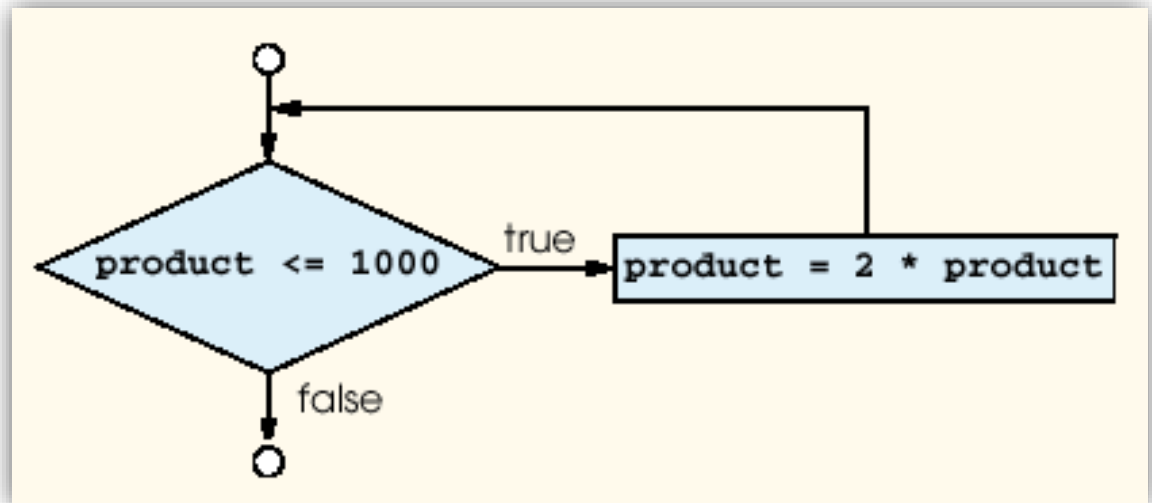 true
product <= 1000
product = 2 * product
false